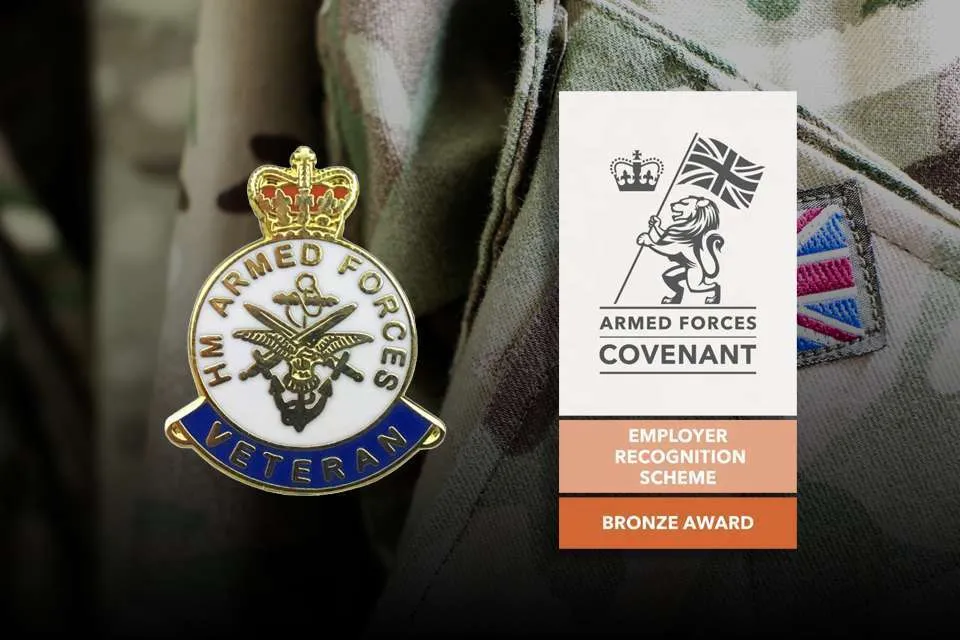 HM ARMED FORCES
VETERAN
ARMED FORCES
COVENANT
EMPLOYER
RECOGNITION
SCHEME
BRONZE AWARD